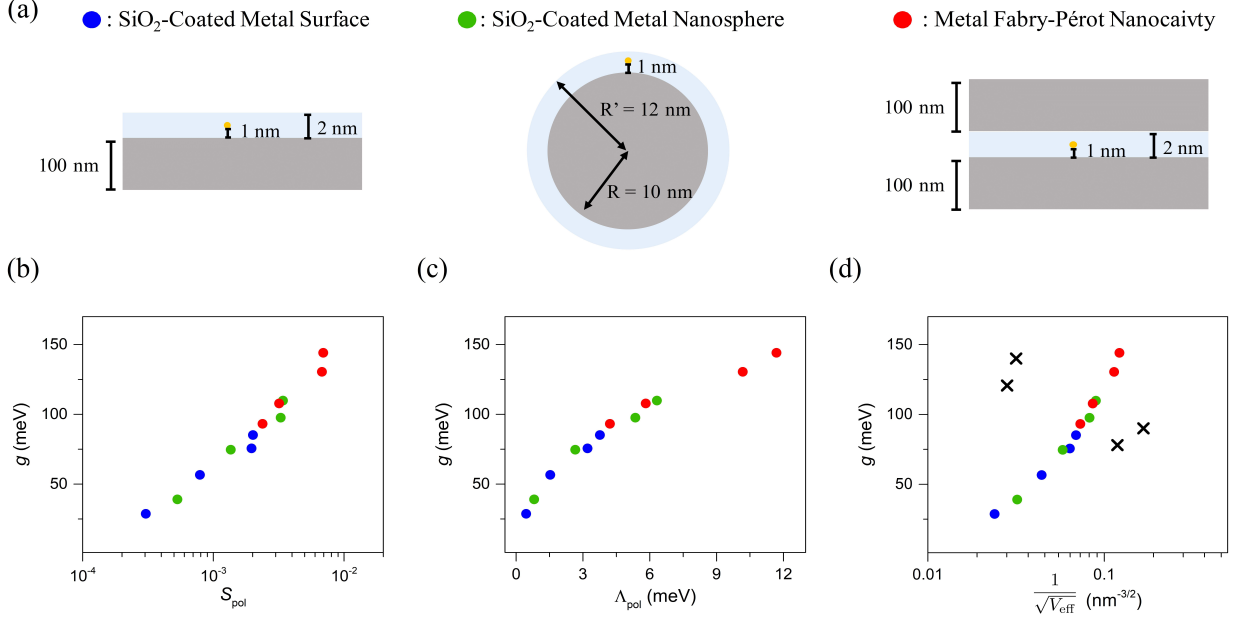 (a)
: SiO₂-Coated Metal Surface
: SiO₂-Coated Metal Nanosphere
: Metal Fabry-Pérot Nanocaivty
1 nm
2 nm
100 nm
1 nm
R' = 12 nm
R = 10 nm
100 nm
1 nm
2 nm
100 nm
(b)
g (meV)
150
100
50
10⁻⁴
10⁻³
10⁻²
S_pol
(c)
g (meV)
150
100
50
0
3
6
9
12
Λ_pol (meV)
(d)
g (meV)
150
100
50
0.01
0.1
1/√V_eff (nm⁻³/²)